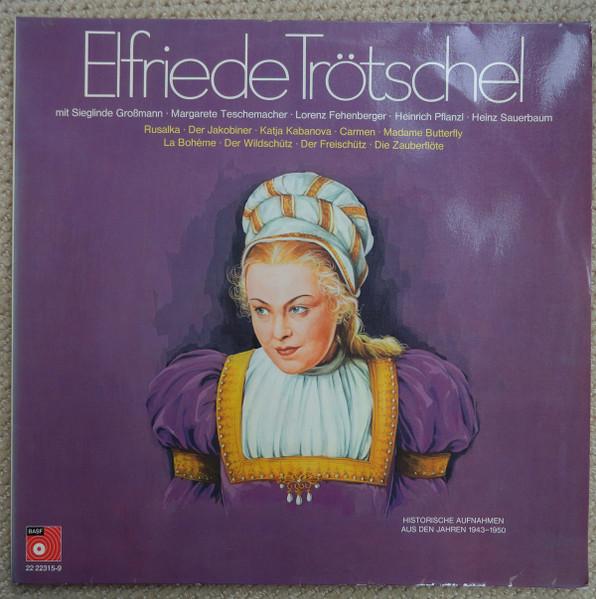 Elfriede Trötschel
mit Sieglinde Großmann · Margarete Teschemacher · Lorenz Fehenberger · Heinrich Pflanzl · Heinz Sauerbaum
Rusalka · Der Jakobiner · Katja Kabanova · Carmen · Madame Butterfly
La Bohème · Der Wildschütz · Der Freischütz · Die Zauberflöte
HISTORISCHE AUFNAHMEN
AUS DEN JAHREN 1943–1950
BASF
22 22315-9